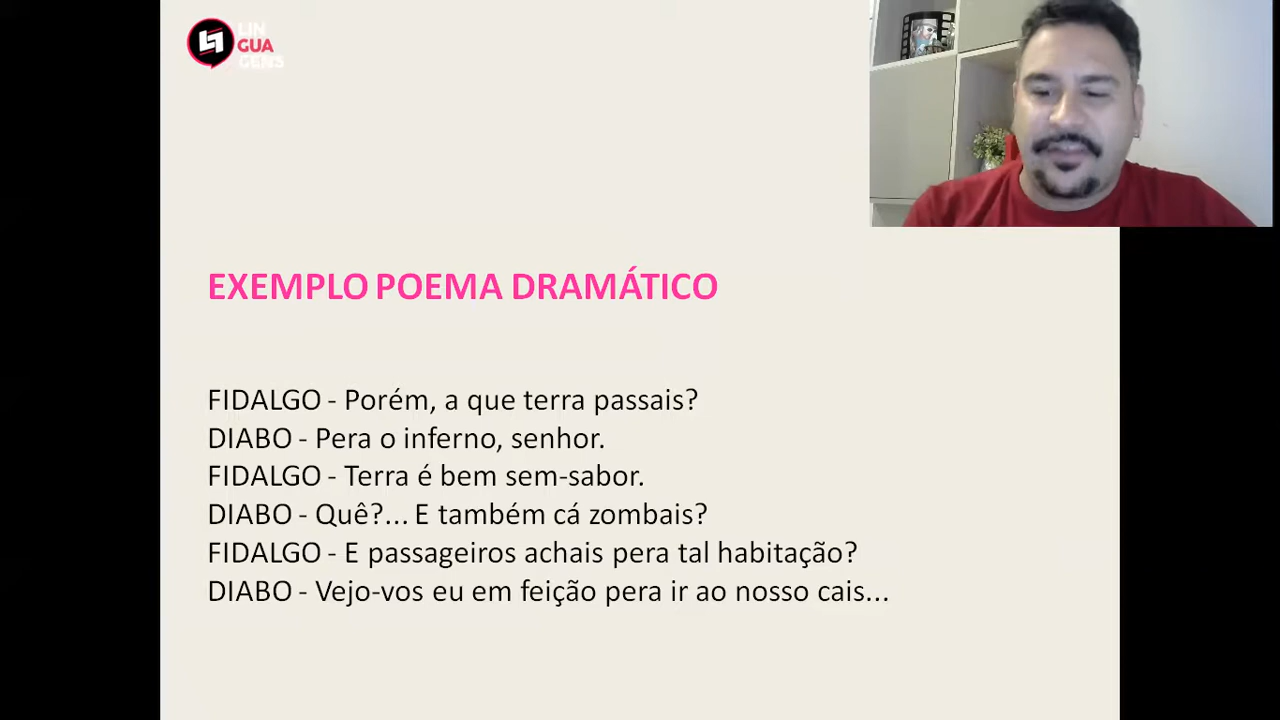 LIN
GUA
GENS
EXEMPLO POEMA DRAMÁTICO
FIDALGO - Porém, a que terra passais?
DIABO - Pera o inferno, senhor.
FIDALGO - Terra é bem sem-sabor.
DIABO - Quê?... E também cá zombais?
FIDALGO - E passageiros achais pera tal habitação?
DIABO - Vejo-vos eu em feição pera ir ao nosso cais...